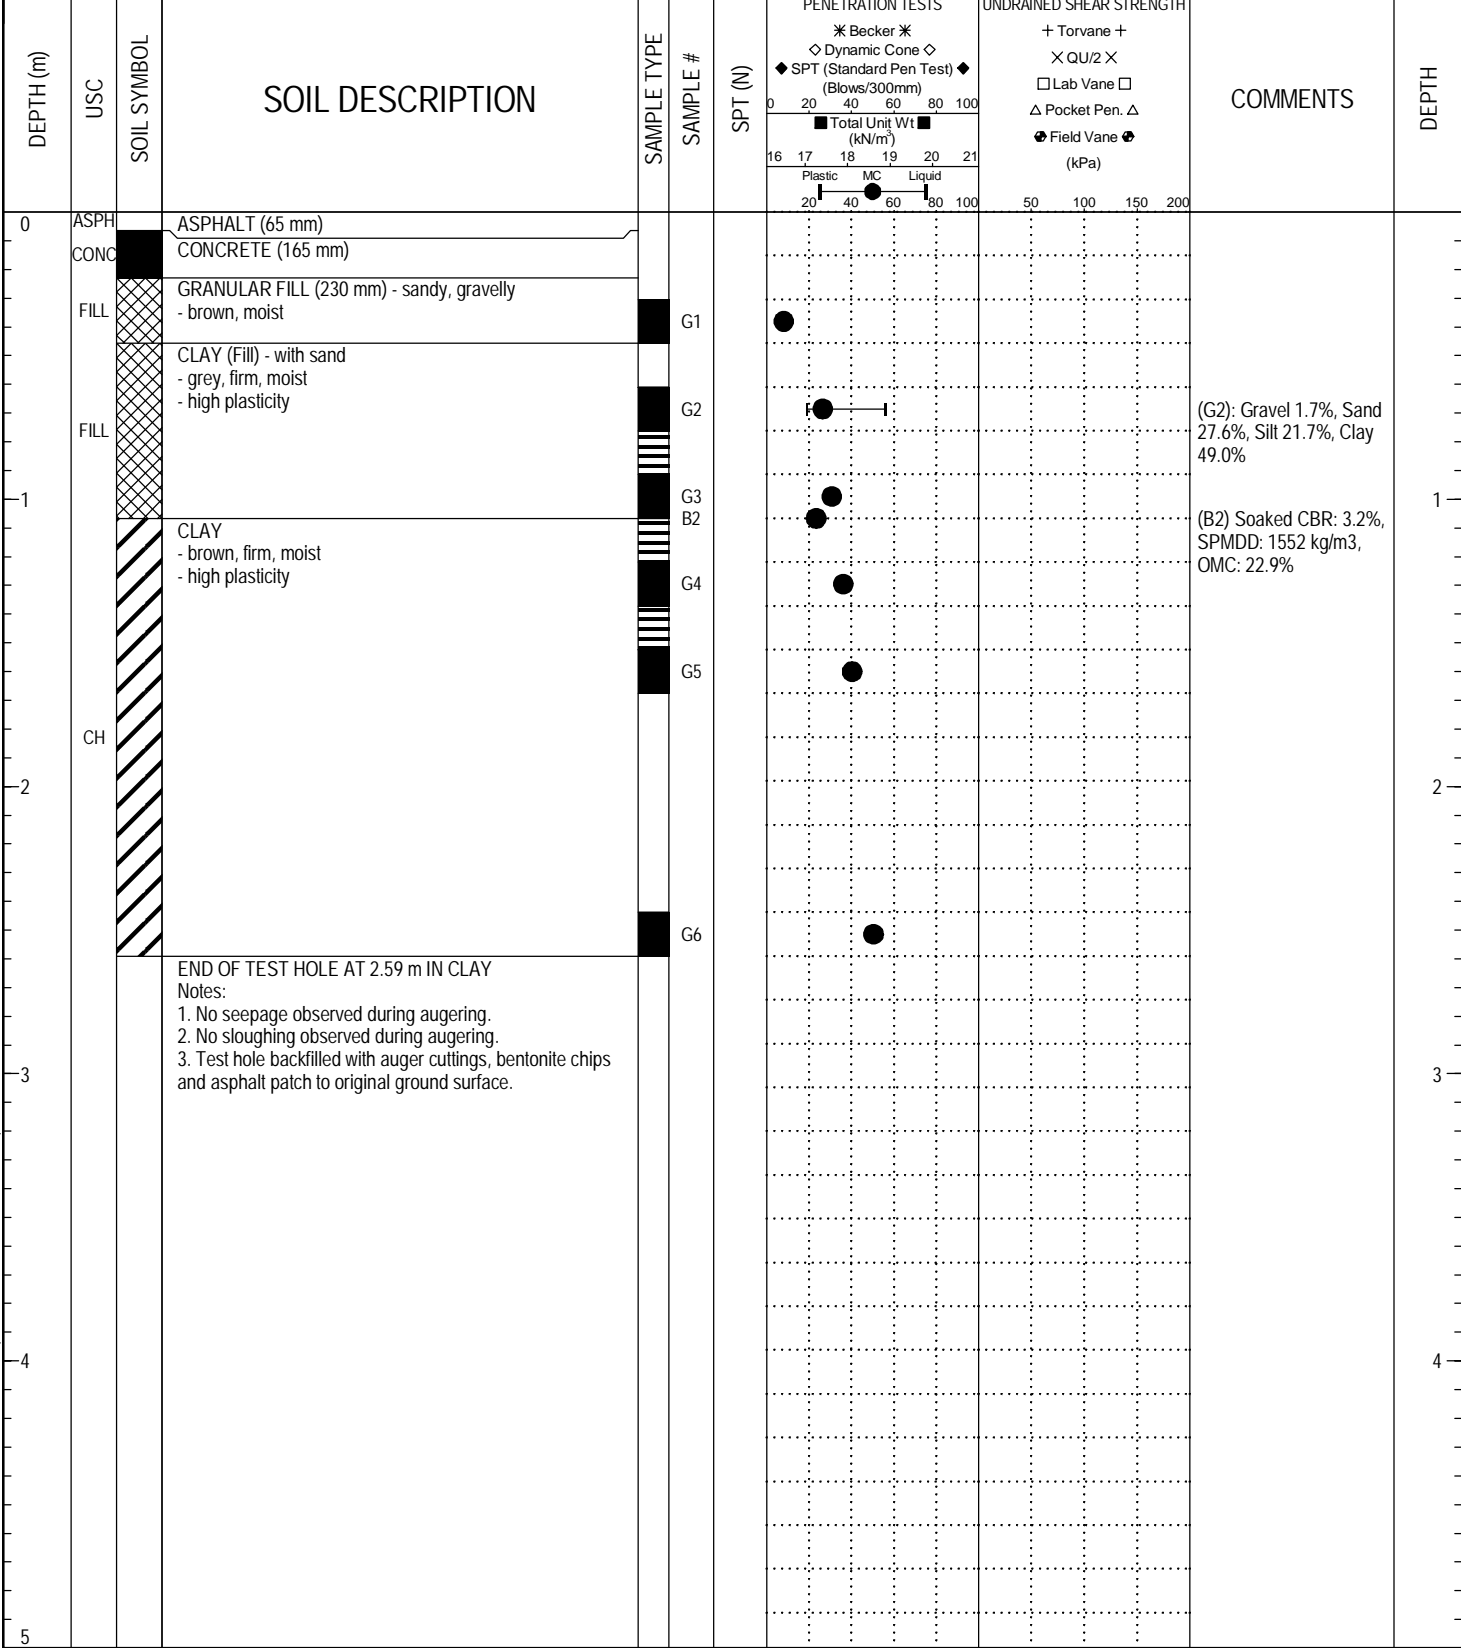 PENETRATION TESTS
UNDRAINED SHEAR STRENGTH
DEPTH (m)
USC
SOIL SYMBOL
SOIL DESCRIPTION
SAMPLE TYPE
SAMPLE #
SPT (N)
Becker
Dynamic Cone
SPT (Standard Pen Test)
(Blows/300mm)
0 20 40 60 80 100
Total Unit Wt
(kN/m³)
16 17 18 19 20 21
Plastic MC Liquid
20 40 60 80 100
Torvane
QU/2
Lab Vane
Pocket Pen.
Field Vane
(kPa)
50 100 150 200
COMMENTS
DEPTH
0
ASPH
ASPHALT (65 mm)
CONC
CONCRETE (165 mm)
GRANULAR FILL (230 mm) - sandy, gravelly
- brown, moist
FILL
G1
CLAY (Fill) - with sand
- grey, firm, moist
- high plasticity
FILL
G2
(G2): Gravel 1.7%, Sand
27.6%, Silt 21.7%, Clay
49.0%
1
G3
1
B2
CLAY
- brown, firm, moist
- high plasticity
(B2) Soaked CBR: 3.2%,
SPMDD: 1552 kg/m3,
OMC: 22.9%
G4
G5
CH
2
2
G6
END OF TEST HOLE AT 2.59 m IN CLAY
Notes:
1. No seepage observed during augering.
2. No sloughing observed during augering.
3. Test hole backfilled with auger cuttings, bentonite chips
and asphalt patch to original ground surface.
3
3
4
4
5